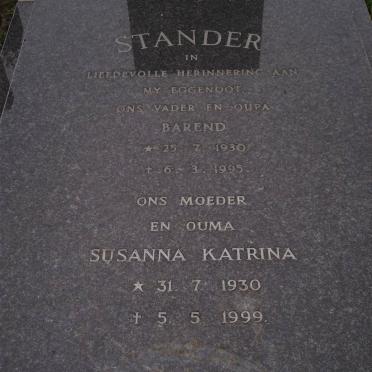 STANDER
IN
LIEFDEVOLLE HERINNERING AAN
MY EGGENOOT
ONS VADER EN OUPA
BAREND
★ 25. 7. 1930
† 6. 3. 1995.
ONS MOEDER
EN OUMA
SUSANNA KATRINA
★ 31. 7. 1930
† 5. 5. 1999.